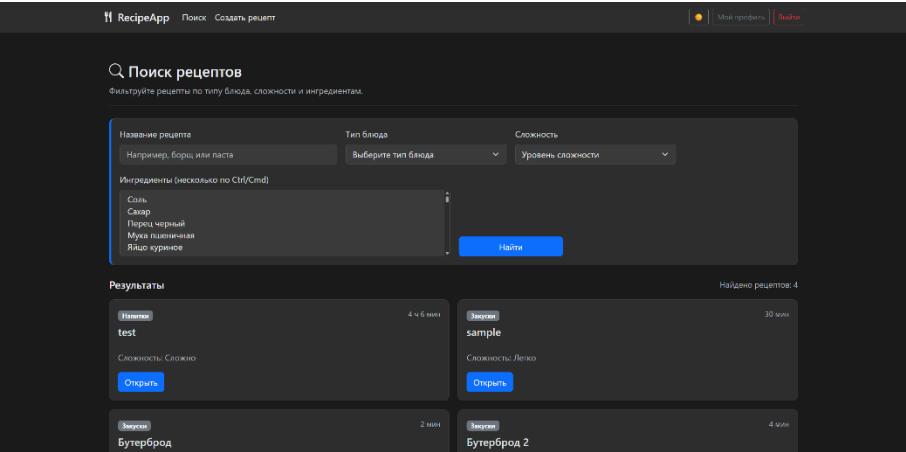 RecipeApp Поиск Создать рецепт Мой профиль Выйти
Поиск рецептов
Фильтруйте рецепты по типу блюда, сложности и ингредиентам.
Название рецепта Тип блюда Сложность
Например, борщ или паста Выберите тип блюда Уровень сложности
Ингредиенты (несколько по Ctrl/Cmd)
Соль
Сахар
Перец черный
Мука пшеничная
Яйцо куриное
Найти
Результаты Найдено рецептов: 4
Напитки 4 ч 6 мин
test
Сложность: Сложно
Открыть
Закуски 30 мин
sample
Сложность: Легко
Открыть
Закуски 2 мин
Бутерброд
Закуски 4 мин
Бутерброд 2